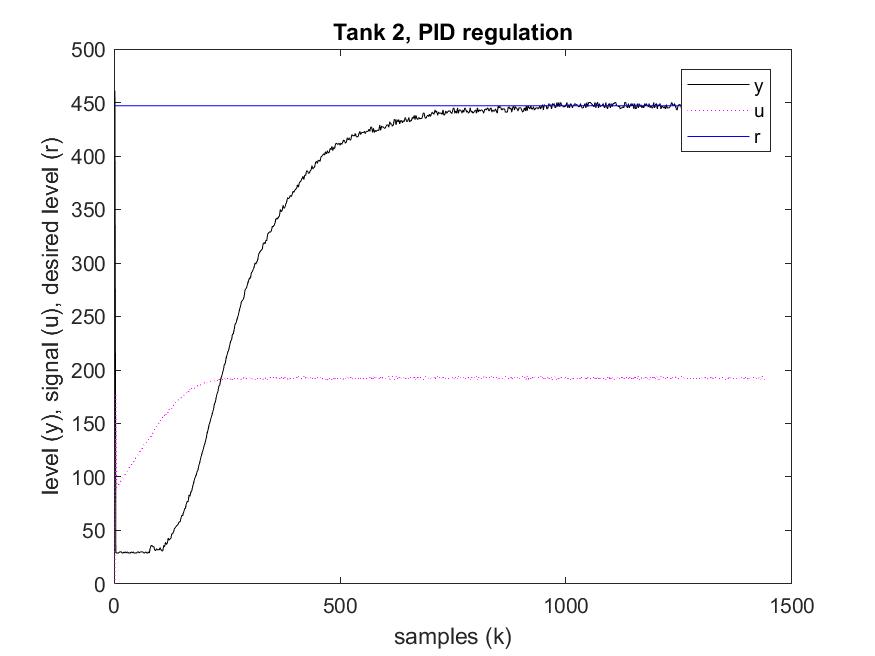 Tank 2, PID regulation
500
450
400
350
300
250
200
150
100
50
0
level (y), signal (u), desired level (r)
y
u
r
0 500 1000 1500
samples (k)